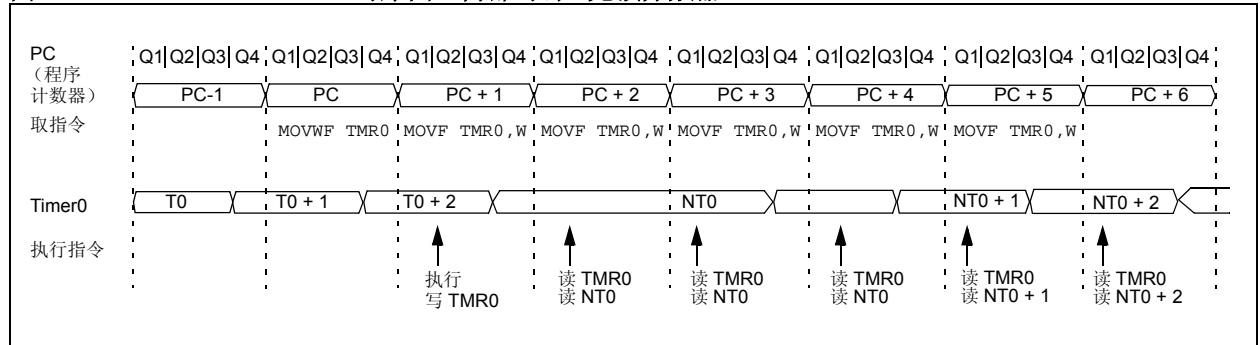 PC
（程序
计数器）
Q1|Q2|Q3|Q4 Q1|Q2|Q3|Q4 Q1|Q2|Q3|Q4 Q1|Q2|Q3|Q4 Q1|Q2|Q3|Q4 Q1|Q2|Q3|Q4 Q1|Q2|Q3|Q4 Q1|Q2|Q3|Q4
PC-1 PC PC + 1 PC + 2 PC + 3 PC + 4 PC + 5 PC + 6
取指令
MOVWF TMR0 MOVF TMR0,W MOVF TMR0,W MOVF TMR0,W MOVF TMR0,W MOVF TMR0,W
Timer0
T0 T0 + 1 T0 + 2 NT0 NT0 + 1 NT0 + 2
执行指令
执行
写 TMR0
读 TMR0
读 NT0
读 TMR0
读 NT0
读 TMR0
读 NT0
读 TMR0
读 NT0 + 1
读 TMR0
读 NT0 + 2